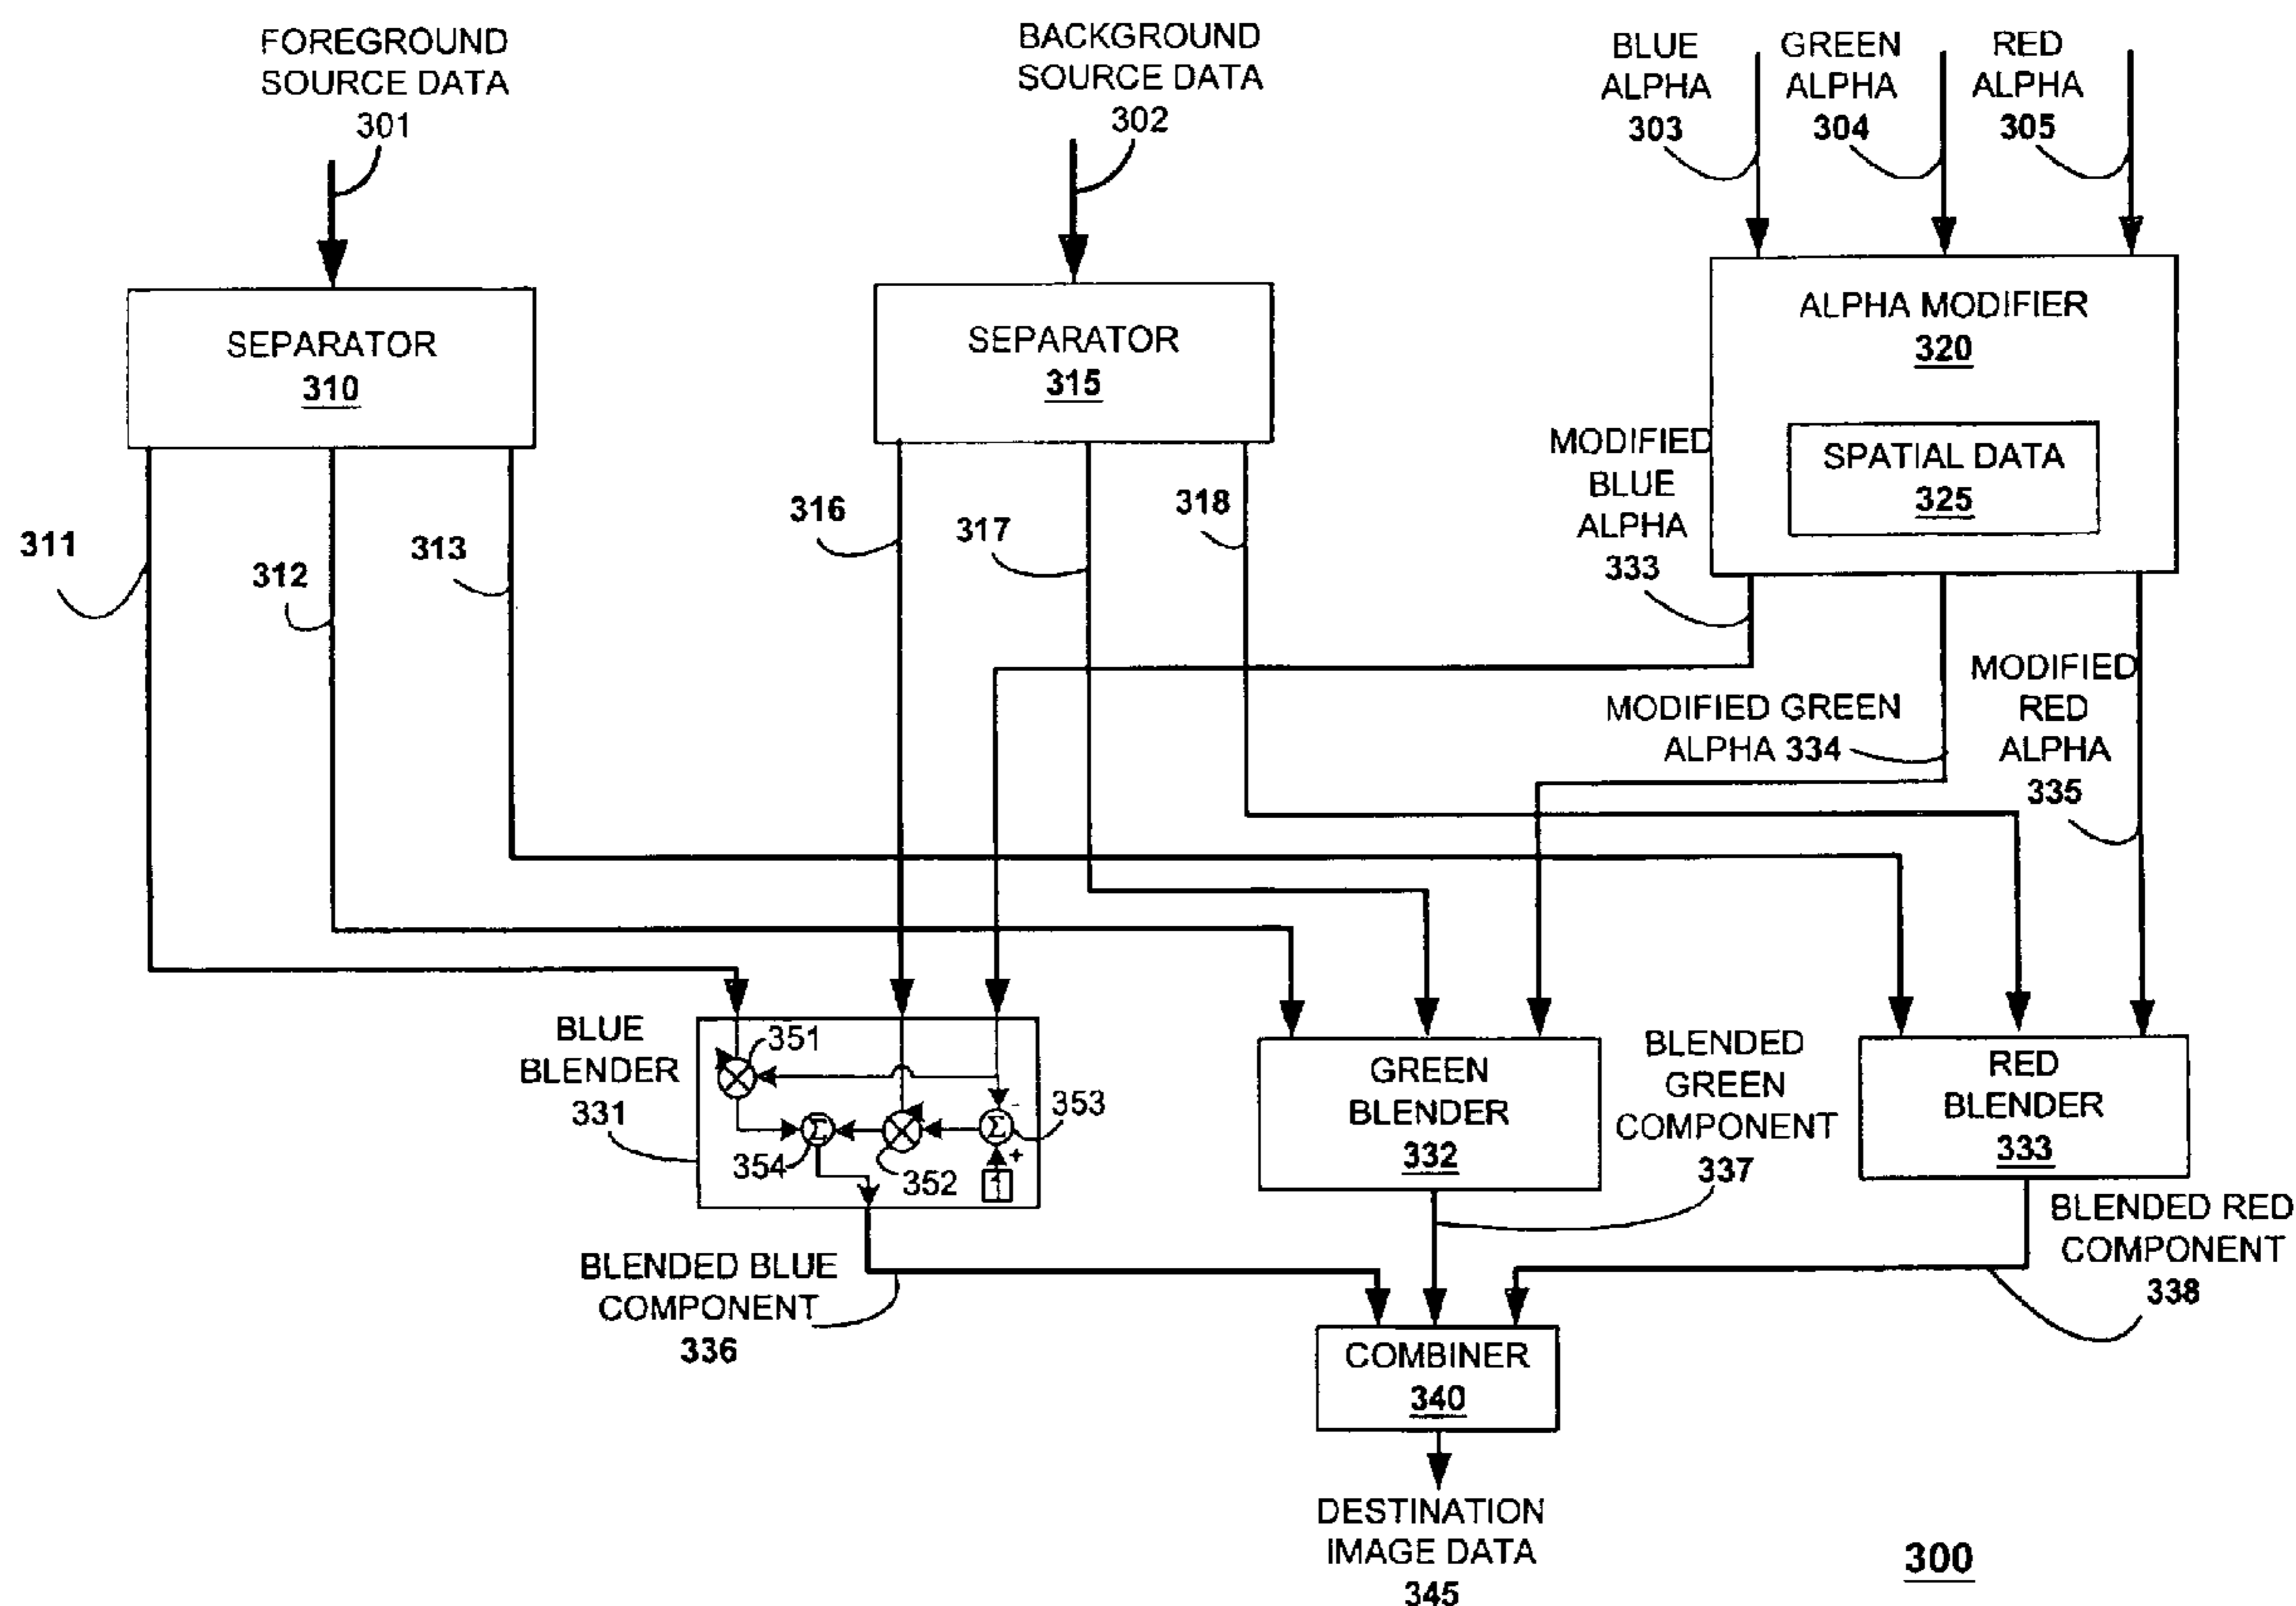 FOREGROUND
SOURCE DATA
301
BACKGROUND
SOURCE DATA
302
BLUE
ALPHA
303
GREEN
ALPHA
304
RED
ALPHA
305
SEPARATOR
310
SEPARATOR
315
ALPHA MODIFIER
320
SPATIAL DATA
325
311
312
313
316
317
318
MODIFIED
BLUE
ALPHA
333
MODIFIED GREEN
ALPHA 334
MODIFIED
RED
ALPHA
335
BLUE
BLENDER
331
351
Σ
354
352
Σ
353
-
+
1
GREEN
BLENDER
332
BLENDED
GREEN
COMPONENT
337
RED
BLENDER
333
BLENDED BLUE
COMPONENT
336
BLENDED RED
COMPONENT
338
COMBINER
340
DESTINATION
IMAGE DATA
345
300